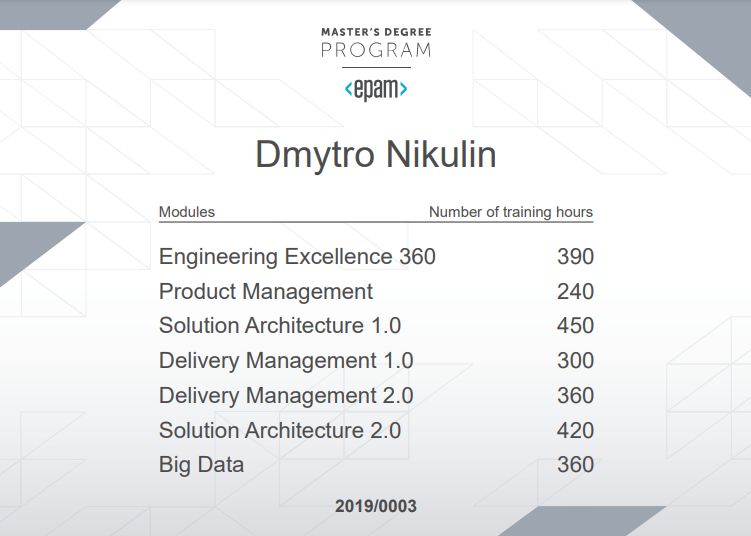 MASTER'S DEGREE
PROGRAM
<epam>
Dmytro Nikulin
Modules Number of training hours
Engineering Excellence 360 390
Product Management 240
Solution Architecture 1.0 450
Delivery Management 1.0 300
Delivery Management 2.0 360
Solution Architecture 2.0 420
Big Data 360
2019/0003